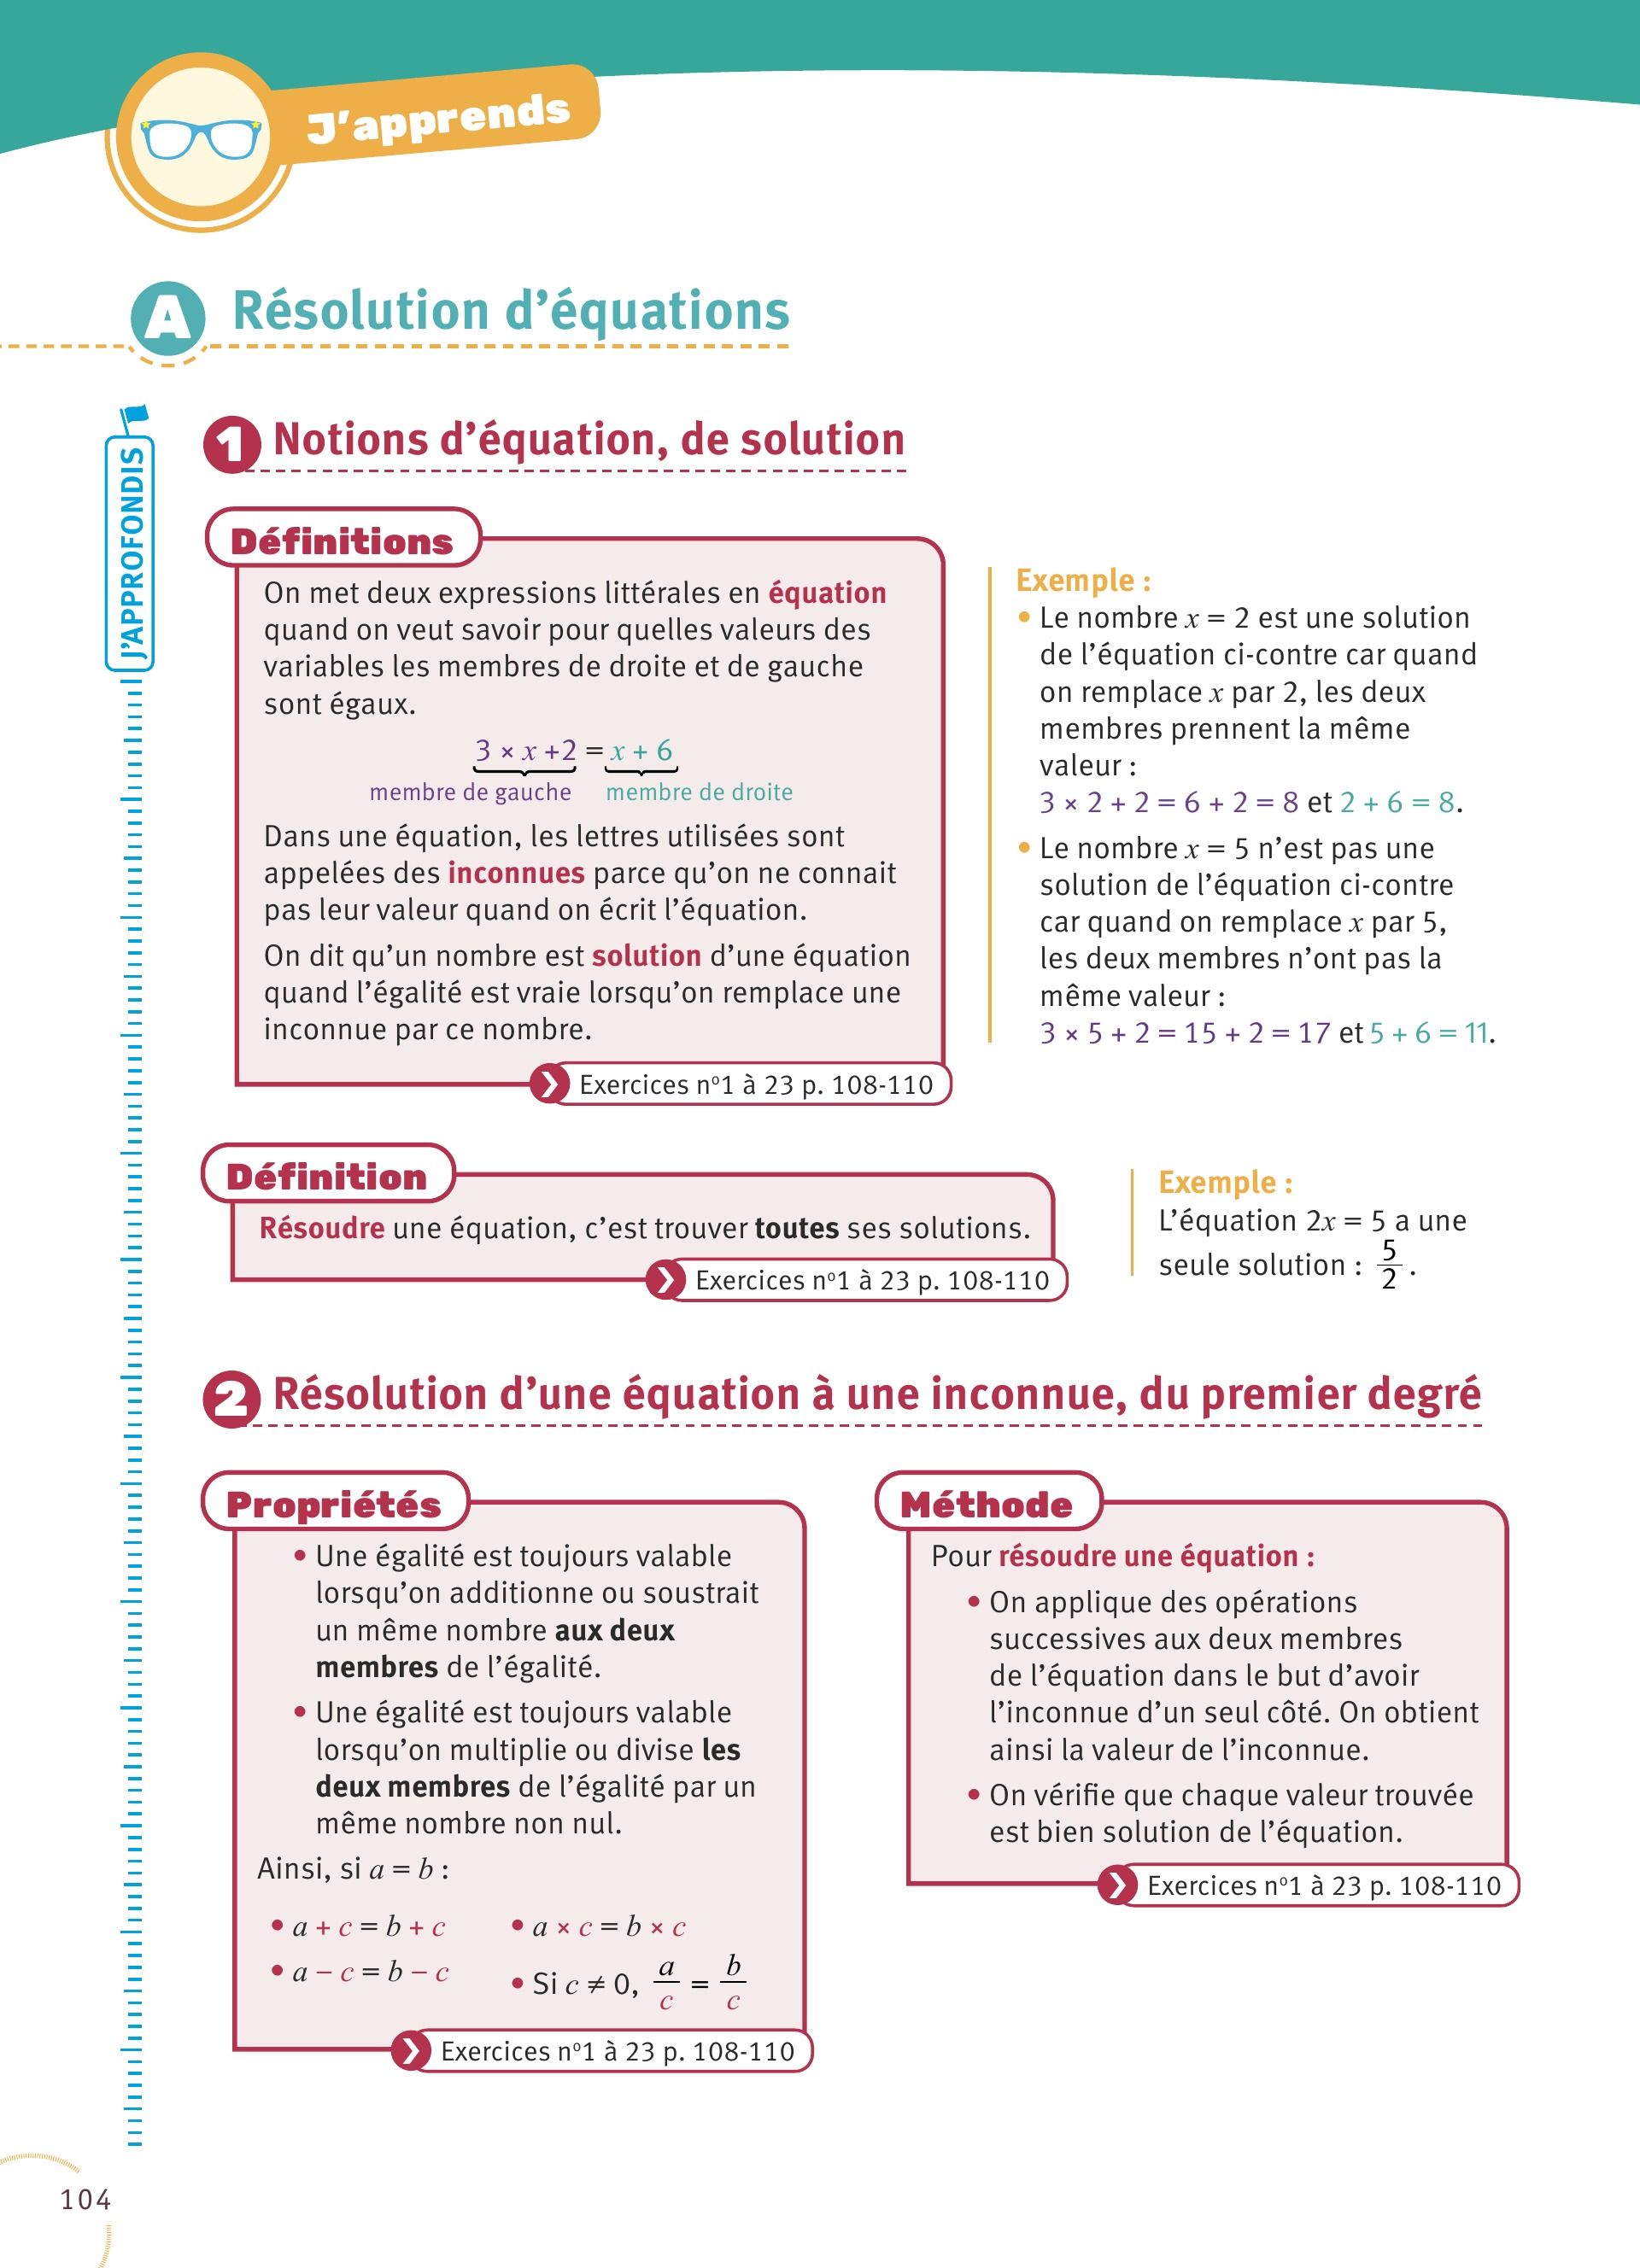 J'apprends
A Résolution d'équations
J'APPROFONDIS
1 Notions d'équation, de solution
Définitions
On met deux expressions littérales en équation
quand on veut savoir pour quelles valeurs des
variables les membres de droite et de gauche
sont égaux.
3 × x +2 = x + 6
membre de gauche membre de droite
Dans une équation, les lettres utilisées sont
appelées des inconnues parce qu'on ne connait
pas leur valeur quand on écrit l'équation.
On dit qu'un nombre est solution d'une équation
quand l'égalité est vraie lorsqu'on remplace une
inconnue par ce nombre.
Exercices nº1 à 23 p. 108-110
Exemple :
• Le nombre x = 2 est une solution
de l'équation ci-contre car quand
on remplace x par 2, les deux
membres prennent la même
valeur :
3 × 2 + 2 = 6 + 2 = 8 et 2 + 6 = 8.
• Le nombre x = 5 n'est pas une
solution de l'équation ci-contre
car quand on remplace x par 5,
les deux membres n'ont pas la
même valeur :
3 × 5 + 2 = 15 + 2 = 17 et 5 + 6 = 11.
Définition
Résoudre une équation, c'est trouver toutes ses solutions.
Exercices nº1 à 23 p. 108-110
Exemple :
L'équation 2x = 5 a une
seule solution : 5/2 .
2 Résolution d'une équation à une inconnue, du premier degré
Propriétés
• Une égalité est toujours valable
lorsqu'on additionne ou soustrait
un même nombre aux deux
membres de l'égalité.
• Une égalité est toujours valable
lorsqu'on multiplie ou divise les
deux membres de l'égalité par un
même nombre non nul.
Ainsi, si a = b :
• a + c = b + c • a × c = b × c
• a − c = b − c • Si c ≠ 0, a/c = b/c
Exercices nº1 à 23 p. 108-110
Méthode
Pour résoudre une équation :
• On applique des opérations
successives aux deux membres
de l'équation dans le but d'avoir
l'inconnue d'un seul côté. On obtient
ainsi la valeur de l'inconnue.
• On vérifie que chaque valeur trouvée
est bien solution de l'équation.
Exercices nº1 à 23 p. 108-110
104